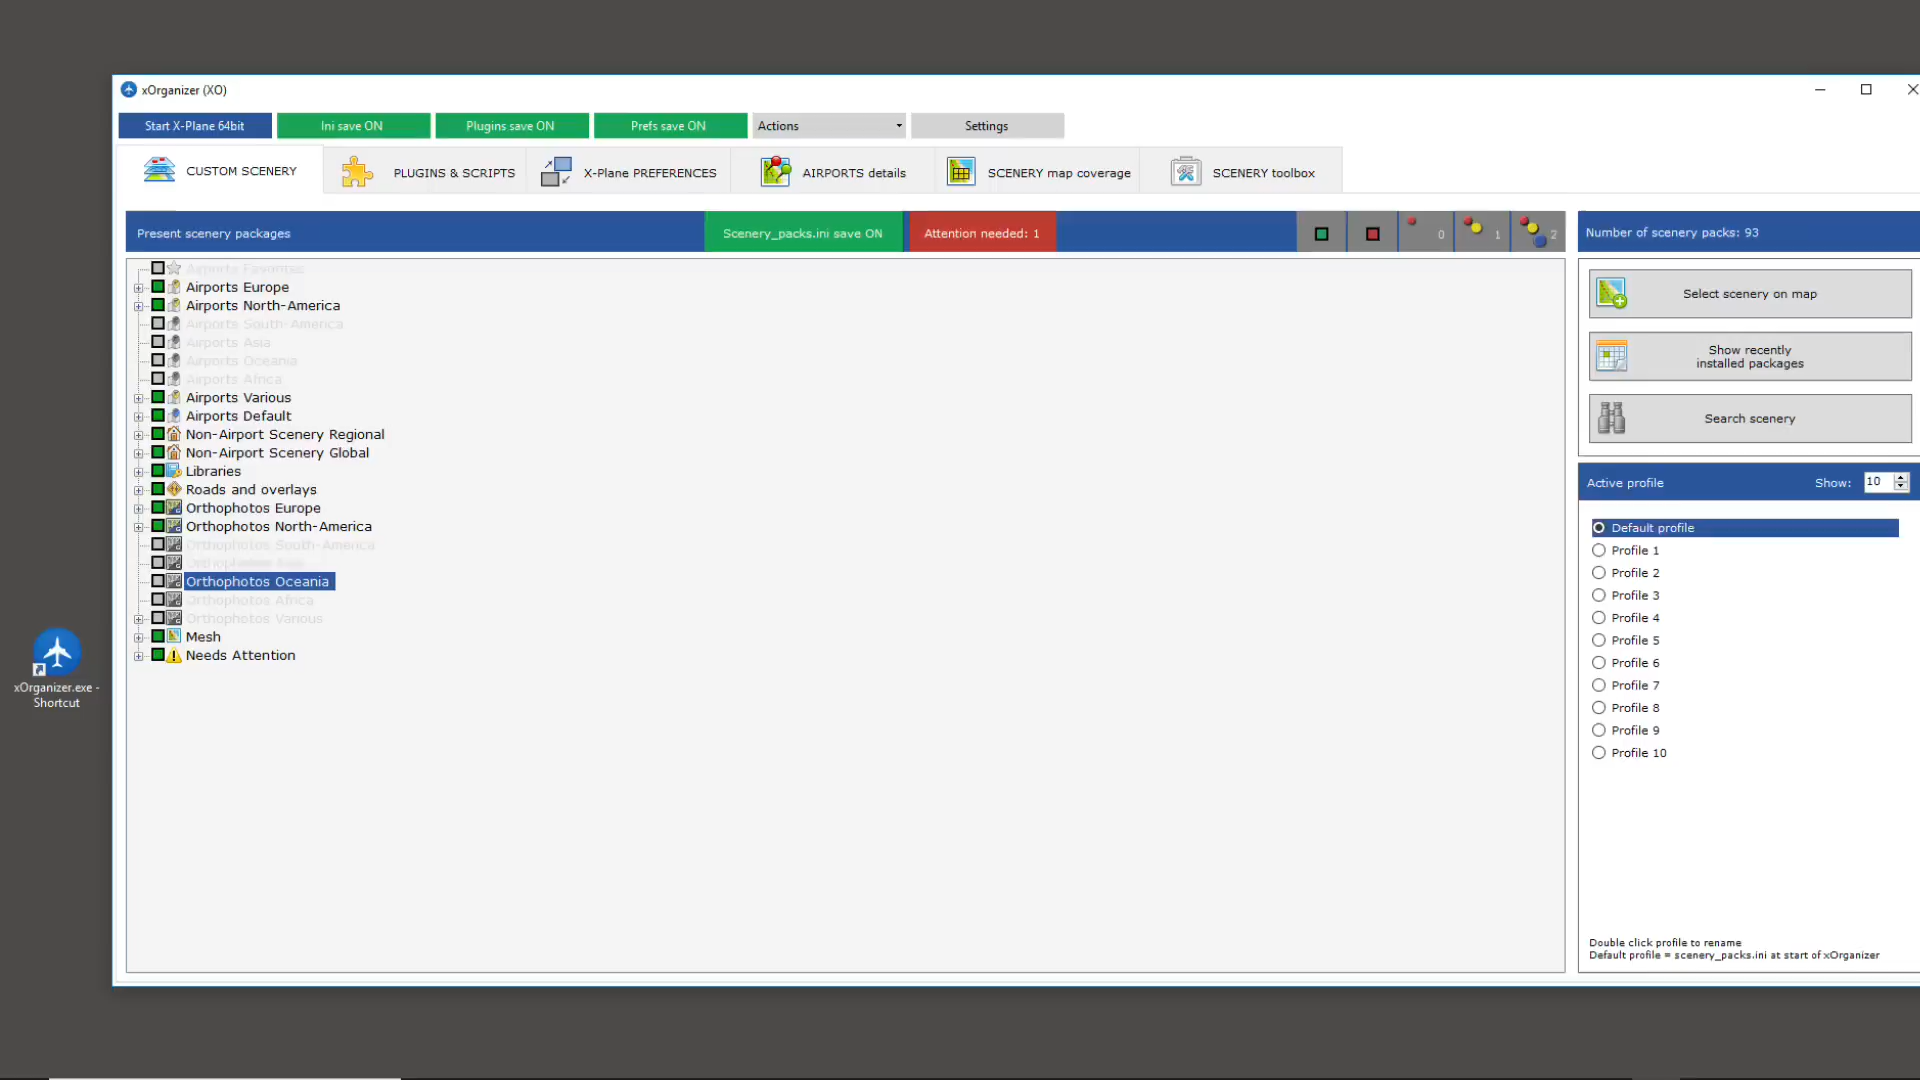 xOrganizer (XO)
Start X-Plane 64bit
Ini save ON
Plugins save ON
Prefs save ON
Actions
Settings
CUSTOM SCENERY
PLUGINS & SCRIPTS
X-Plane PREFERENCES
AIRPORTS details
SCENERY map coverage
SCENERY toolbox
Present scenery packages
Scenery_packs.ini save ON
Attention needed: 1
0
1
2
Number of scenery packs: 93
Airports Favorites
Airports Europe
Airports North-America
Airports South-America
Airports Asia
Airports Oceania
Airports Africa
Airports Various
Airports Default
Non-Airport Scenery Regional
Non-Airport Scenery Global
Libraries
Roads and overlays
Orthophotos Europe
Orthophotos North-America
Orthophotos South-America
Orthophotos Asia
Orthophotos Oceania
Orthophotos Africa
Orthophotos Various
Mesh
Needs Attention
Select scenery on map
Show recently
installed packages
Search scenery
Active profile
Show: 10
Default profile
Profile 1
Profile 2
Profile 3
Profile 4
Profile 5
Profile 6
Profile 7
Profile 8
Profile 9
Profile 10
Double click profile to rename
Default profile = scenery_packs.ini at start of xOrganizer
xOrganizer.exe -
Shortcut